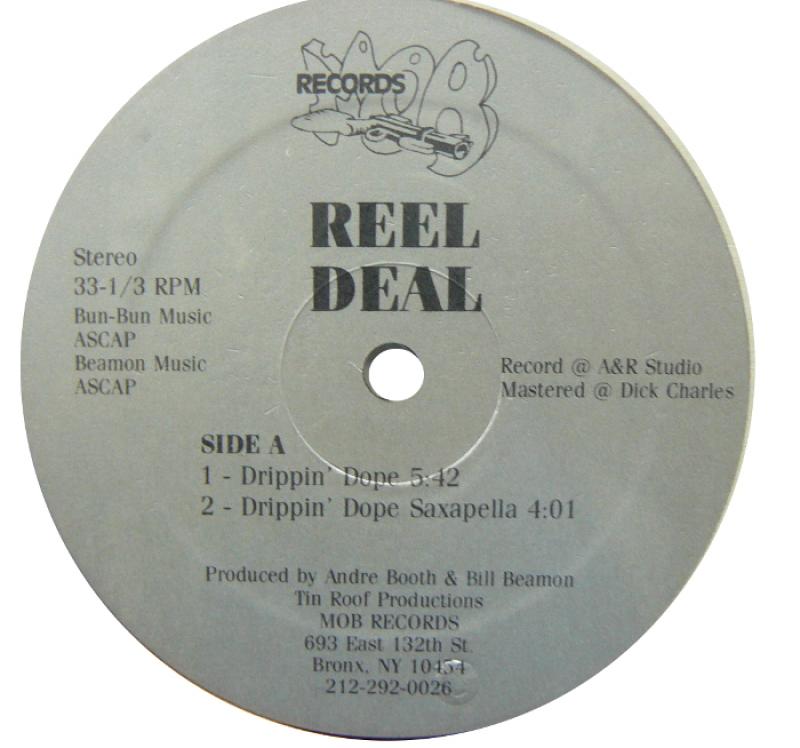 MOB
RECORDS
REEL
DEAL
Stereo
33-1/3 RPM
Bun-Bun Music
ASCAP
Beamon Music
ASCAP
Record @ A&R Studio
Mastered @ Dick Charles
SIDE A
1 - Drippin' Dope 5:42
2 - Drippin' Dope Saxapella 4:01
Produced by Andre Booth & Bill Beamon
Tin Roof Productions
MOB RECORDS
693 East 132th St.
Bronx, NY 10454
212-292-0026